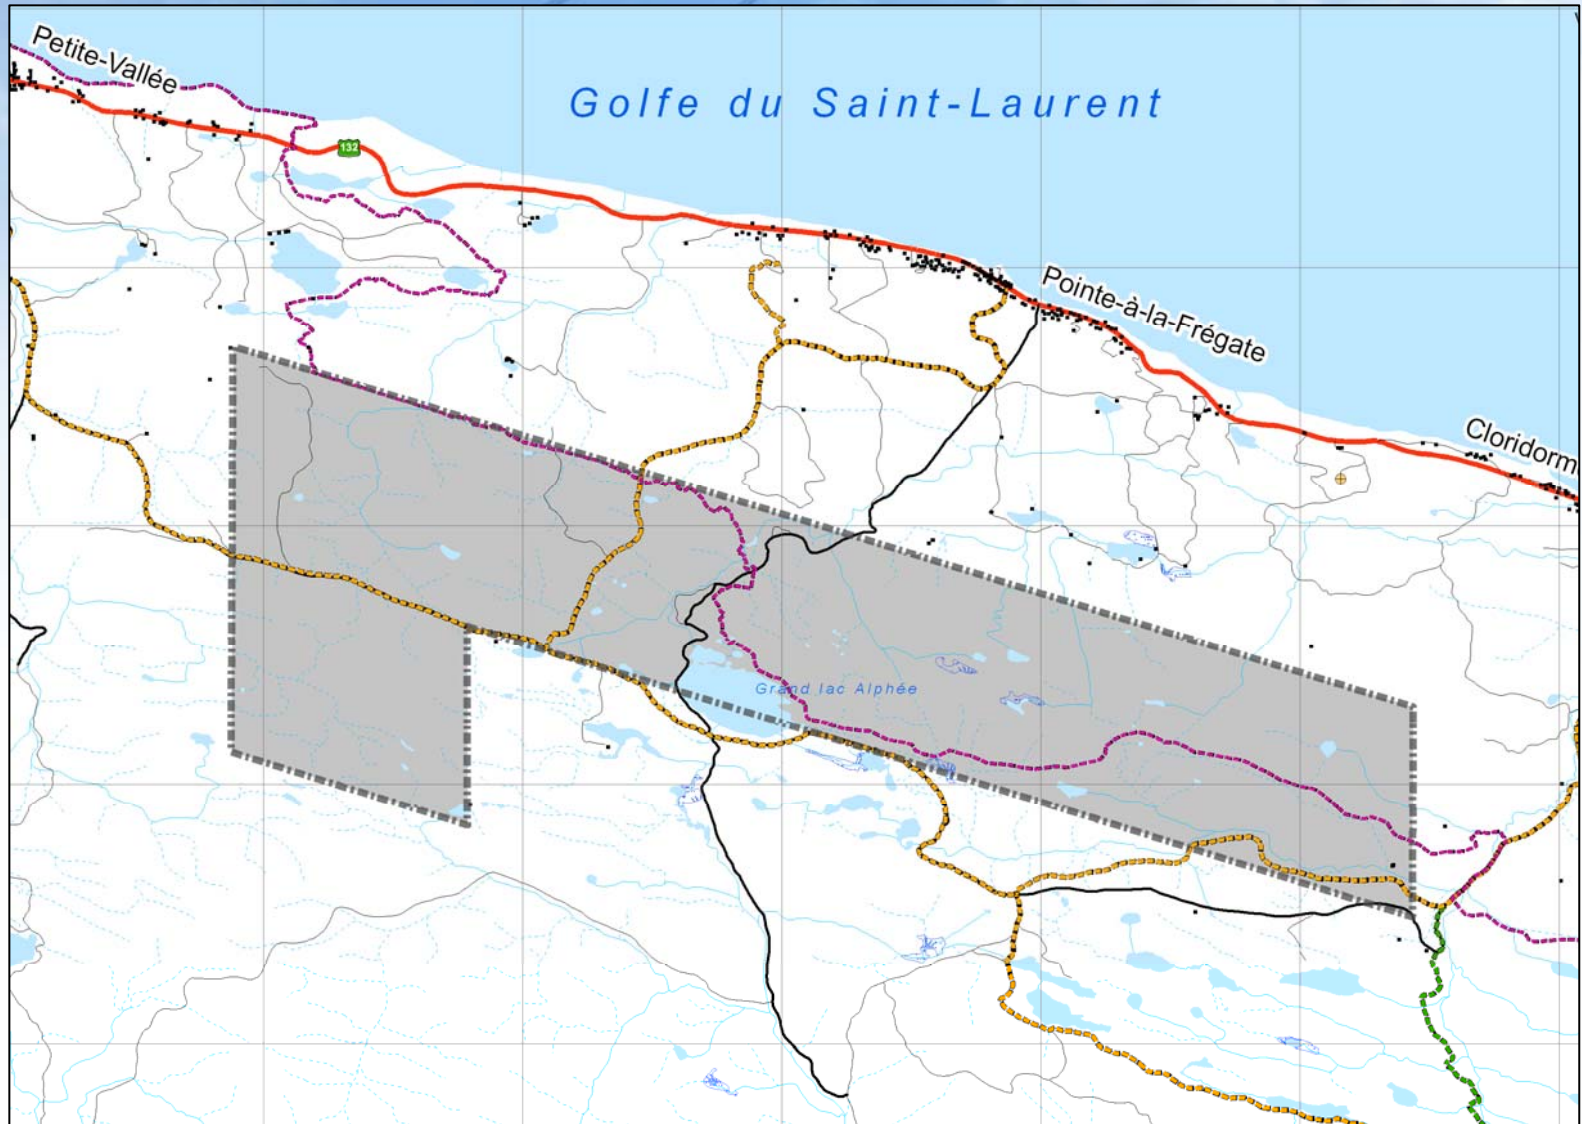 Petite-Vallée
Golfe du Saint-Laurent
132
Pointe-à-la-Frégate
Cloridorm
Grand lac Alphée